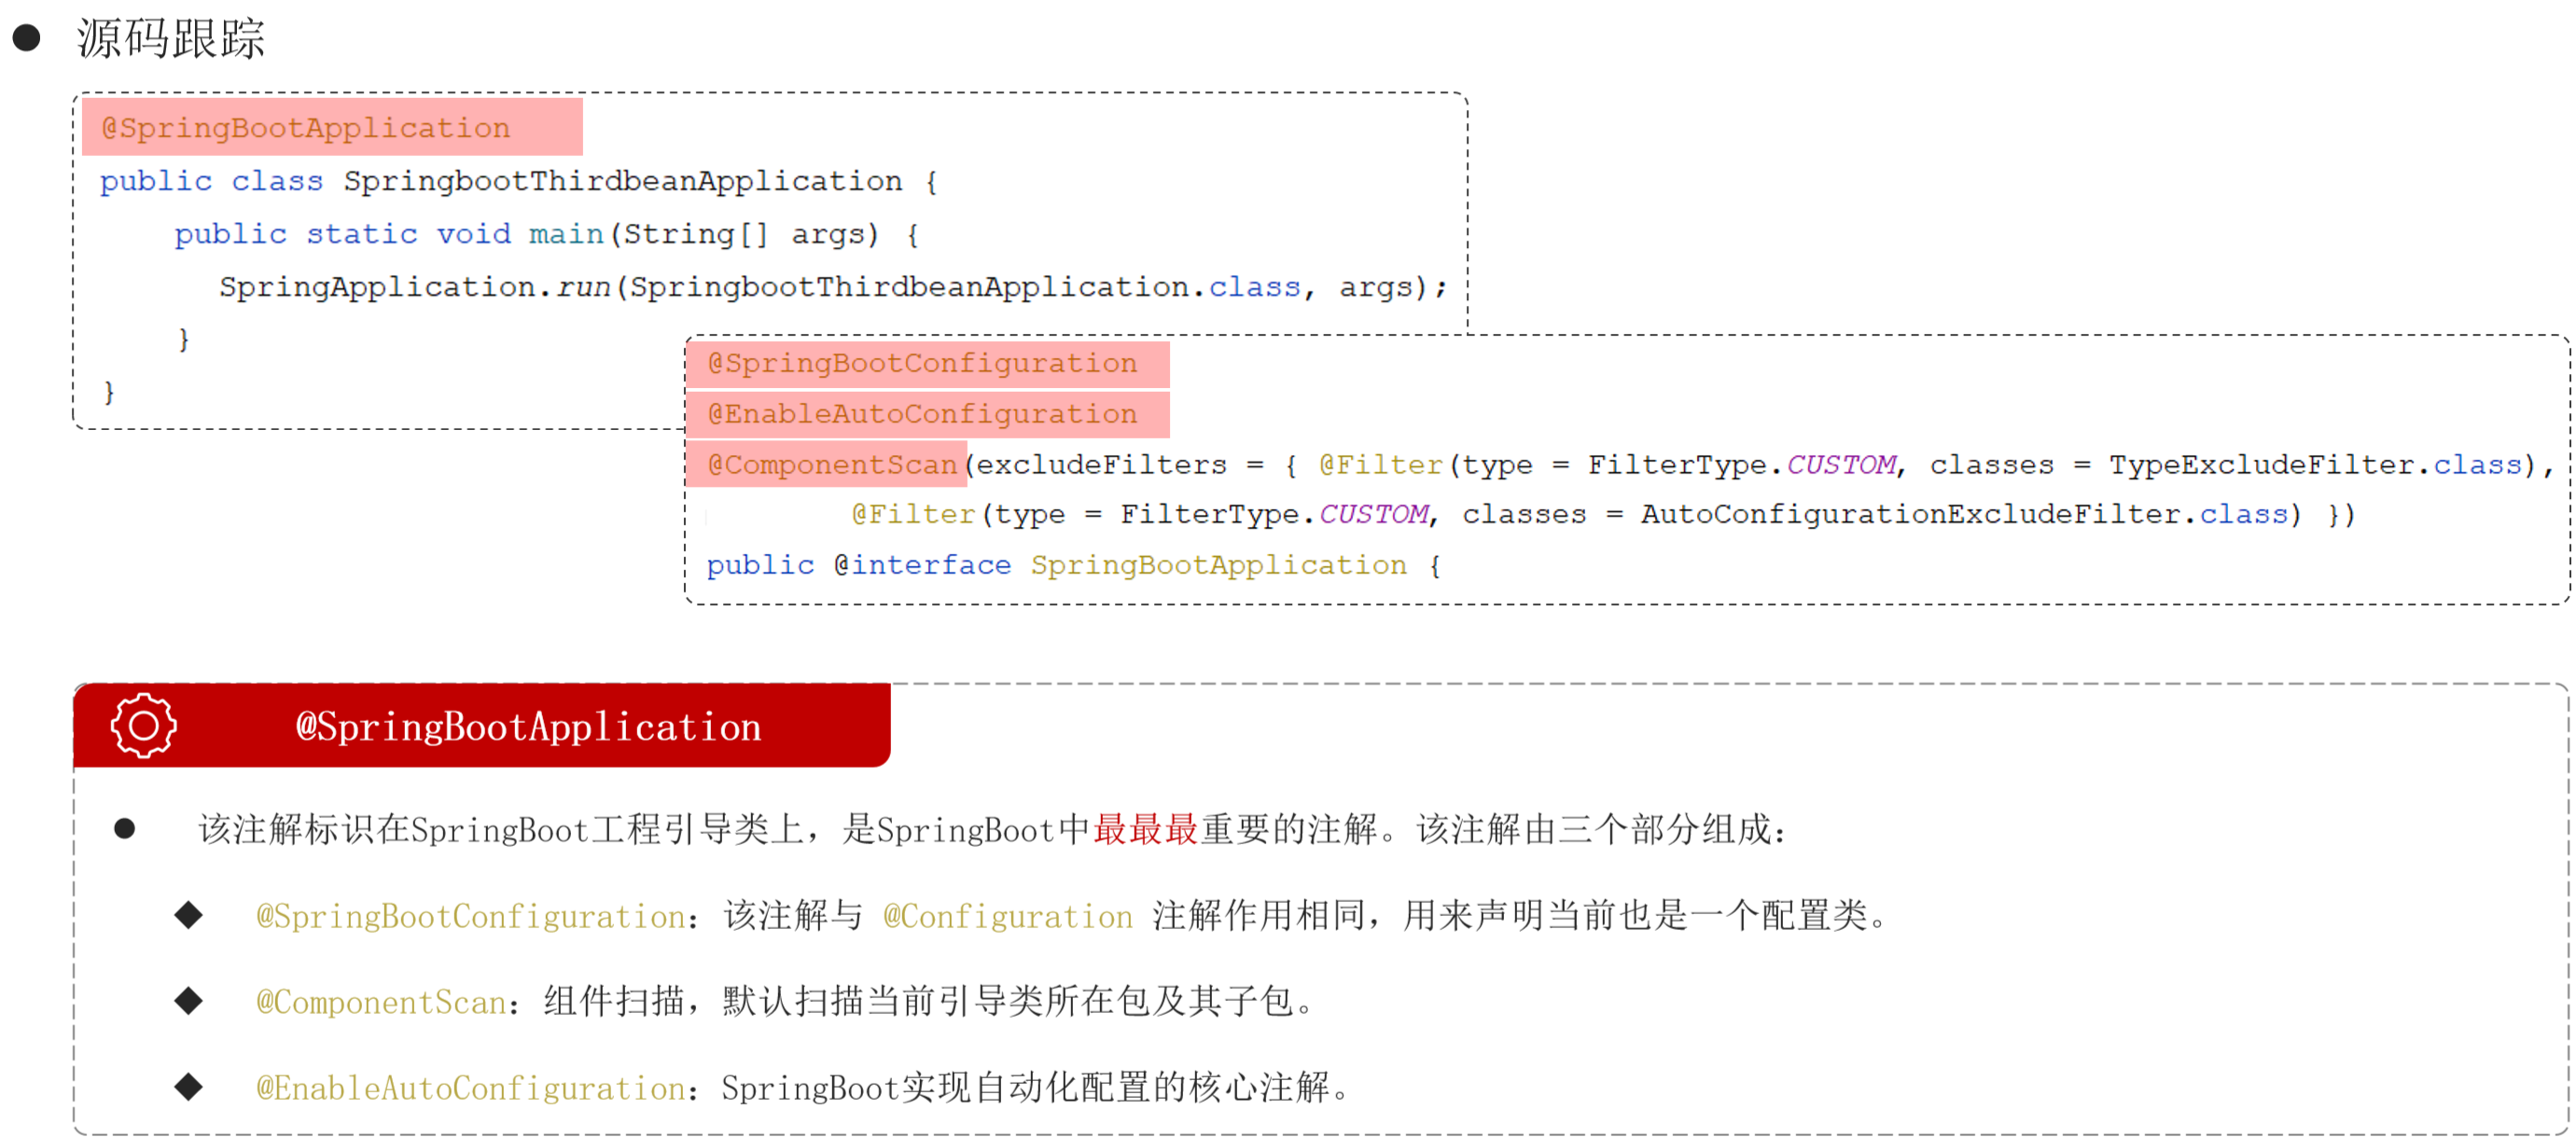 源码跟踪
@SpringBootApplication
public class SpringbootThirdbeanApplication {
public static void main(String[] args) {
SpringApplication.run(SpringbootThirdbeanApplication.class, args);
}
}
@SpringBootConfiguration
@EnableAutoConfiguration
@ComponentScan(excludeFilters = { @Filter(type = FilterType.CUSTOM, classes = TypeExcludeFilter.class),
@Filter(type = FilterType.CUSTOM, classes = AutoConfigurationExcludeFilter.class) })
public @interface SpringBootApplication {
@SpringBootApplication
该注解标识在SpringBoot工程引导类上，是SpringBoot中最最最重要的注解。该注解由三个部分组成：
@SpringBootConfiguration：该注解与 @Configuration 注解作用相同，用来声明当前也是一个配置类。
@ComponentScan：组件扫描，默认扫描当前引导类所在包及其子包。
@EnableAutoConfiguration：SpringBoot实现自动化配置的核心注解。